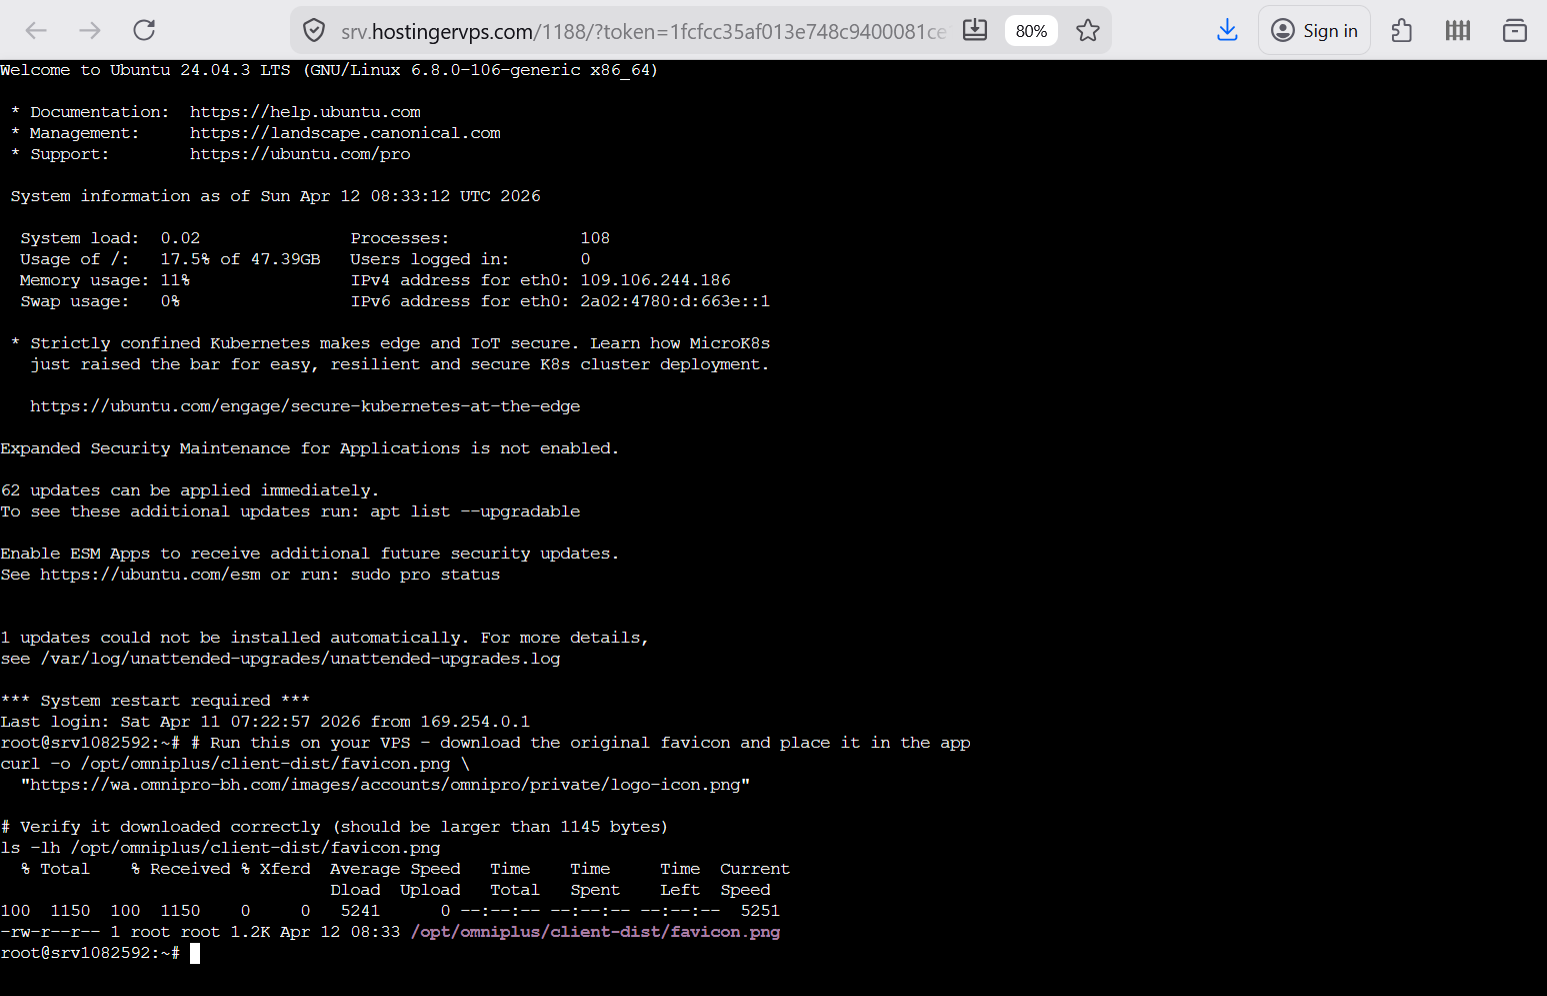 srv.hostingervps.com/1188/?token=1fcfcc35af013e748c9400081ce
80%
Sign in
Welcome to Ubuntu 24.04.3 LTS (GNU/Linux 6.8.0-106-generic x86_64)
* Documentation: https://help.ubuntu.com
* Management: https://landscape.canonical.com
* Support: https://ubuntu.com/pro
System information as of Sun Apr 12 08:33:12 UTC 2026
System load: 0.02 Processes: 108
Usage of /: 17.5% of 47.39GB Users logged in: 0
Memory usage: 11% IPv4 address for eth0: 109.106.244.186
Swap usage: 0% IPv6 address for eth0: 2a02:4780:d:663e::1
* Strictly confined Kubernetes makes edge and IoT secure. Learn how MicroK8s
just raised the bar for easy, resilient and secure K8s cluster deployment.
https://ubuntu.com/engage/secure-kubernetes-at-the-edge
Expanded Security Maintenance for Applications is not enabled.
62 updates can be applied immediately.
To see these additional updates run: apt list --upgradable
Enable ESM Apps to receive additional future security updates.
See https://ubuntu.com/esm or run: sudo pro status
1 updates could not be installed automatically. For more details,
see /var/log/unattended-upgrades/unattended-upgrades.log
*** System restart required ***
Last login: Sat Apr 11 07:22:57 2026 from 169.254.0.1
root@srv1082592:~# # Run this on your VPS - download the original favicon and place it in the app
curl -o /opt/omniplus/client-dist/favicon.png \
"https://wa.omnipro-bh.com/images/accounts/omnipro/private/logo-icon.png"
# Verify it downloaded correctly (should be larger than 1145 bytes)
ls -lh /opt/omniplus/client-dist/favicon.png
% Total % Received % Xferd Average Speed Time Time Time Current
Dload Upload Total Spent Left Speed
100 1150 100 1150 0 0 5241 0 --:--:-- --:--:-- --:--:-- 5251
-rw-r--r-- 1 root root 1.2K Apr 12 08:33 /opt/omniplus/client-dist/favicon.png
root@srv1082592:~#